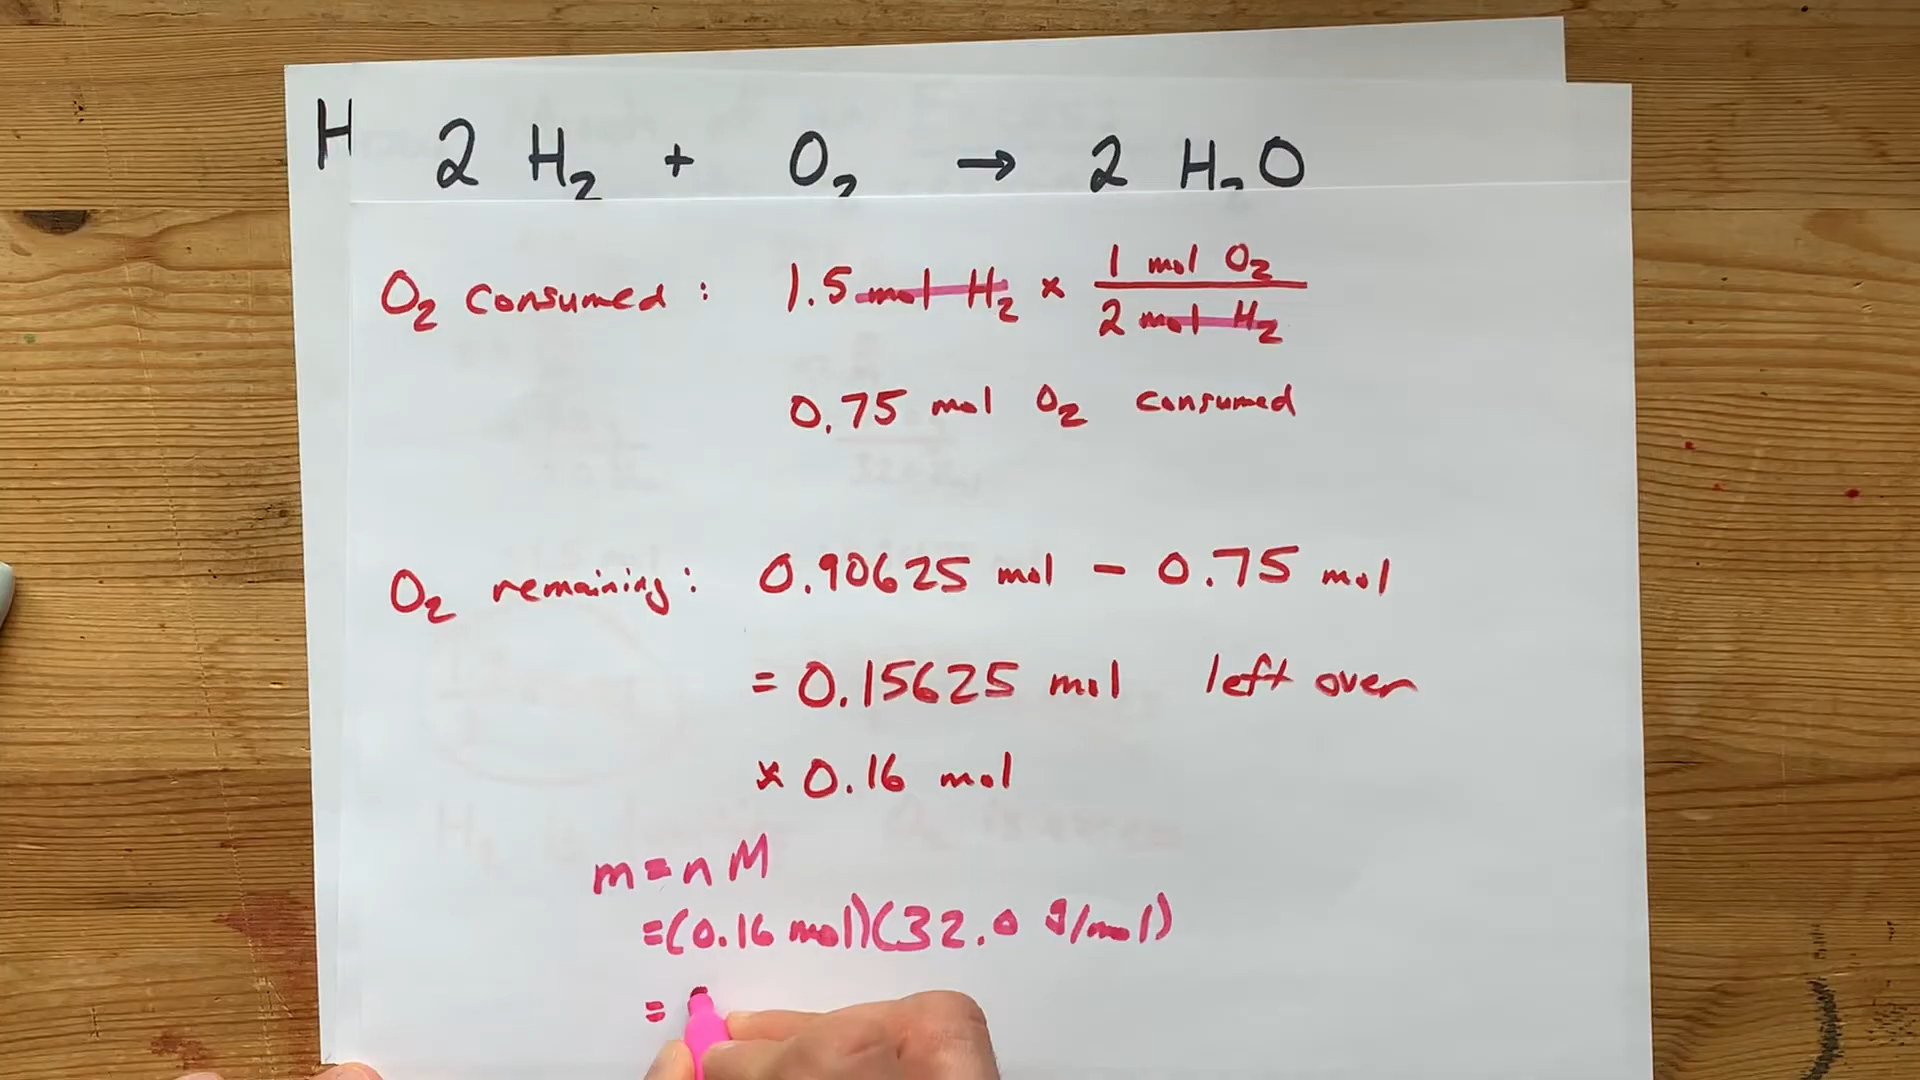 H 2 H₂ + O₂ → 2 H₂O
O₂ consumed : 1.5 mol H₂ × 1 mol O₂ / 2 mol H₂
0.75 mol O₂ consumed
O₂ remaining : 0.90625 mol - 0.75 mol
= 0.15625 mol left over
× 0.16 mol
m = n M
= (0.16 mol)(32.0 g/mol)
=